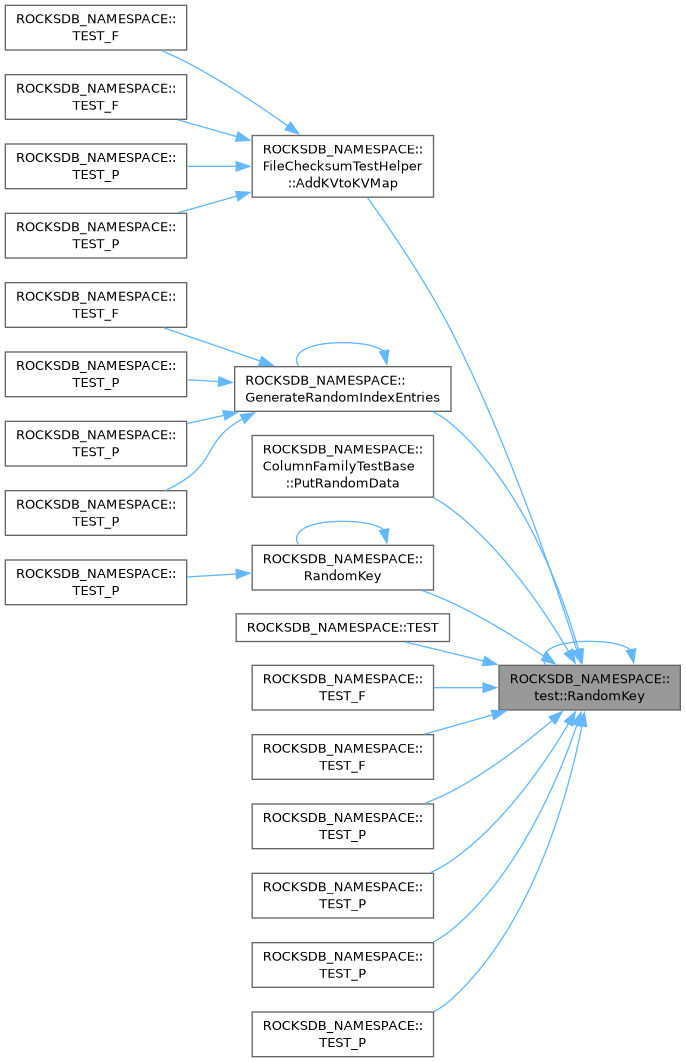 ROCKSDB_NAMESPACE::
TEST_F
ROCKSDB_NAMESPACE::
TEST_F
ROCKSDB_NAMESPACE::
TEST_P
ROCKSDB_NAMESPACE::
TEST_P
ROCKSDB_NAMESPACE::
TEST_F
ROCKSDB_NAMESPACE::
TEST_P
ROCKSDB_NAMESPACE::
TEST_P
ROCKSDB_NAMESPACE::
TEST_P
ROCKSDB_NAMESPACE::
TEST_P
ROCKSDB_NAMESPACE::
FileChecksumTestHelper
::AddKVtoKVMap
ROCKSDB_NAMESPACE::
GenerateRandomIndexEntries
ROCKSDB_NAMESPACE::
ColumnFamilyTestBase
::PutRandomData
ROCKSDB_NAMESPACE::
RandomKey
ROCKSDB_NAMESPACE::TEST
ROCKSDB_NAMESPACE::
TEST_F
ROCKSDB_NAMESPACE::
TEST_F
ROCKSDB_NAMESPACE::
TEST_P
ROCKSDB_NAMESPACE::
TEST_P
ROCKSDB_NAMESPACE::
TEST_P
ROCKSDB_NAMESPACE::
TEST_P
ROCKSDB_NAMESPACE::
test::RandomKey